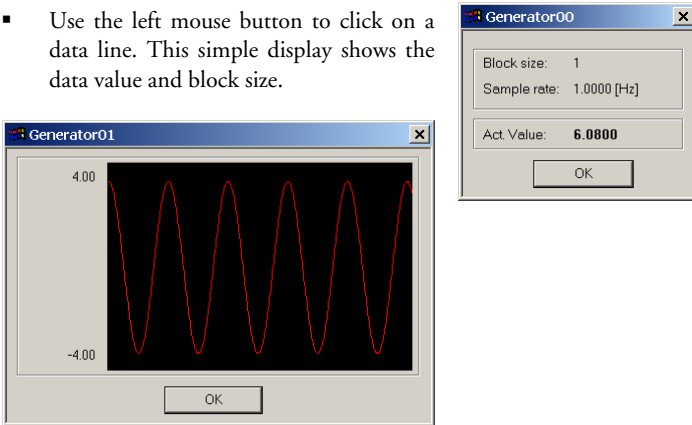 ▪ Use the left mouse button to click on a
data line. This simple display shows the
data value and block size.
Generator00
Block size: 1
Sample rate: 1.0000 [Hz]
Act. Value: 6.0800
OK
Generator01
4.00
-4.00
OK